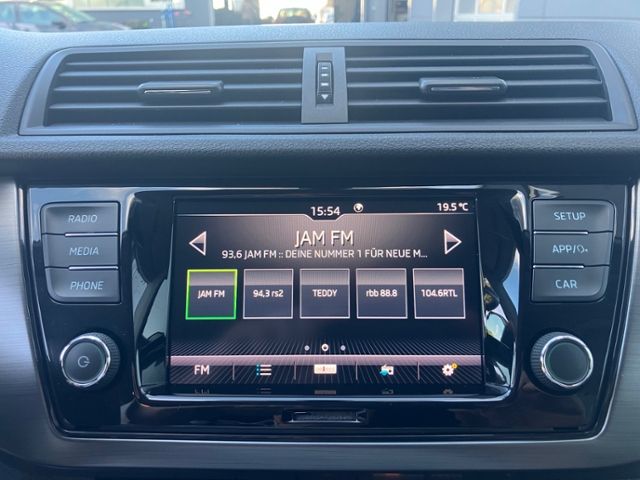 RADIO
MEDIA
PHONE
15:54
19.5 °C
JAM FM
93,6 JAM FM :: DEINE NUMMER 1 FÜR NEUE M...
JAM FM
94,3 rs2
TEDDY
rbb 88.8
104.6RTL
FM
SETUP
APP/
CAR